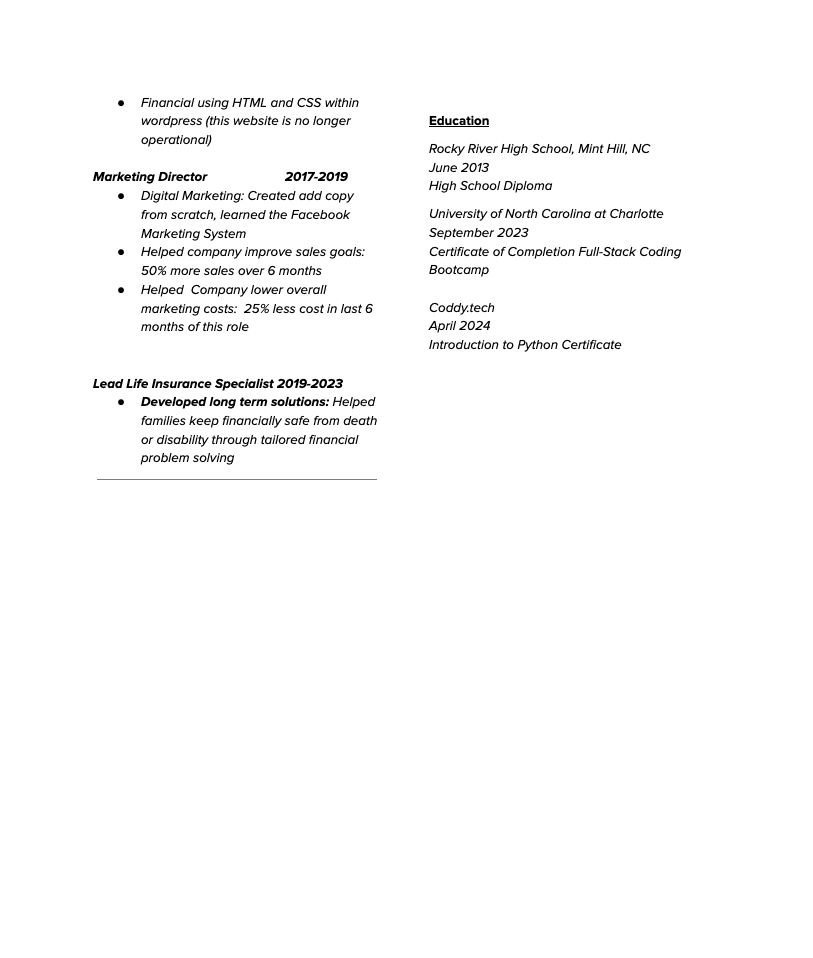 ● Financial using HTML and CSS within
wordpress (this website is no longer
operational)
Marketing Director 2017-2019
● Digital Marketing: Created add copy
from scratch, learned the Facebook
Marketing System
● Helped company improve sales goals:
50% more sales over 6 months
● Helped  Company lower overall
marketing costs:  25% less cost in last 6
months of this role
Lead Life Insurance Specialist 2019-2023
● Developed long term solutions: Helped
families keep financially safe from death
or disability through tailored financial
problem solving
Education
Rocky River High School, Mint Hill, NC
June 2013
High School Diploma
University of North Carolina at Charlotte
September 2023
Certificate of Completion Full-Stack Coding
Bootcamp
Coddy.tech
April 2024
Introduction to Python Certificate